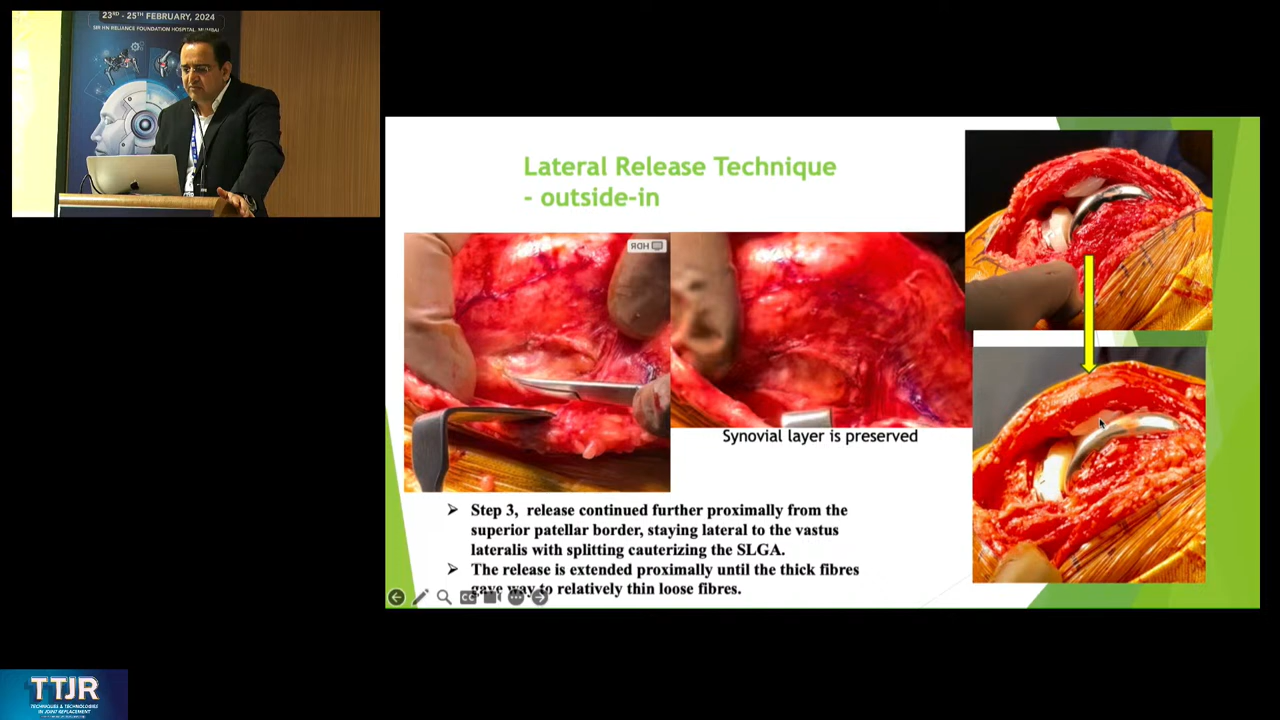 23RD - 25TH FEBRUARY, 2024
SIR HN RELIANCE FOUNDATION HOSPITAL, MUMBAI
Lateral Release Technique
- outside-in
HDR
Synovial layer is preserved
Step 3, release continued further proximally from the
superior patellar border, staying lateral to the vastus
lateralis with splitting cauterizing the SLGA.
The release is extended proximally until the thick fibres
gave way to relatively thin loose fibres.
CC
TTJR
TECHNIQUES & TECHNOLOGIES
IN JOINT REPLACEMENT